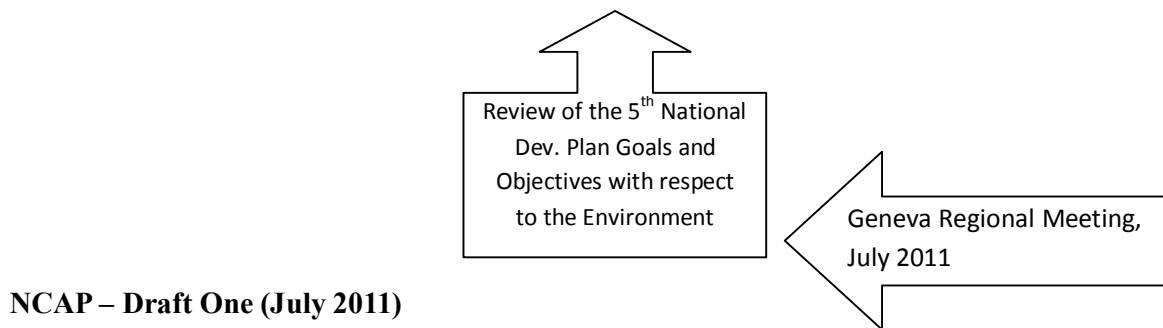 Review of the 5th National
Dev. Plan Goals and
Objectives with respect
to the Environment
Geneva Regional Meeting,
July 2011
NCAP – Draft One (July 2011)